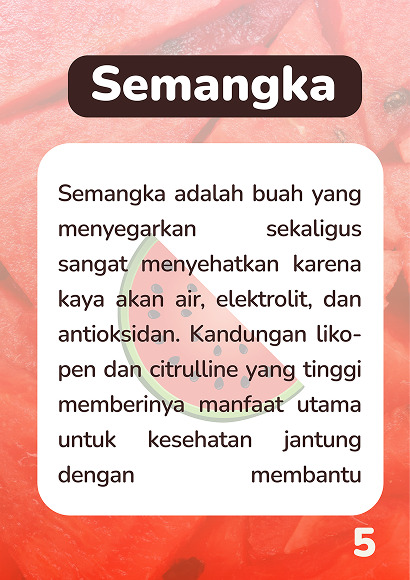 Semangka
Semangka adalah buah yang
menyegarkan sekaligus
sangat menyehatkan karena
kaya akan air, elektrolit, dan
antioksidan. Kandungan liko-
pen dan citrulline yang tinggi
memberinya manfaat utama
untuk kesehatan jantung
dengan membantu
5